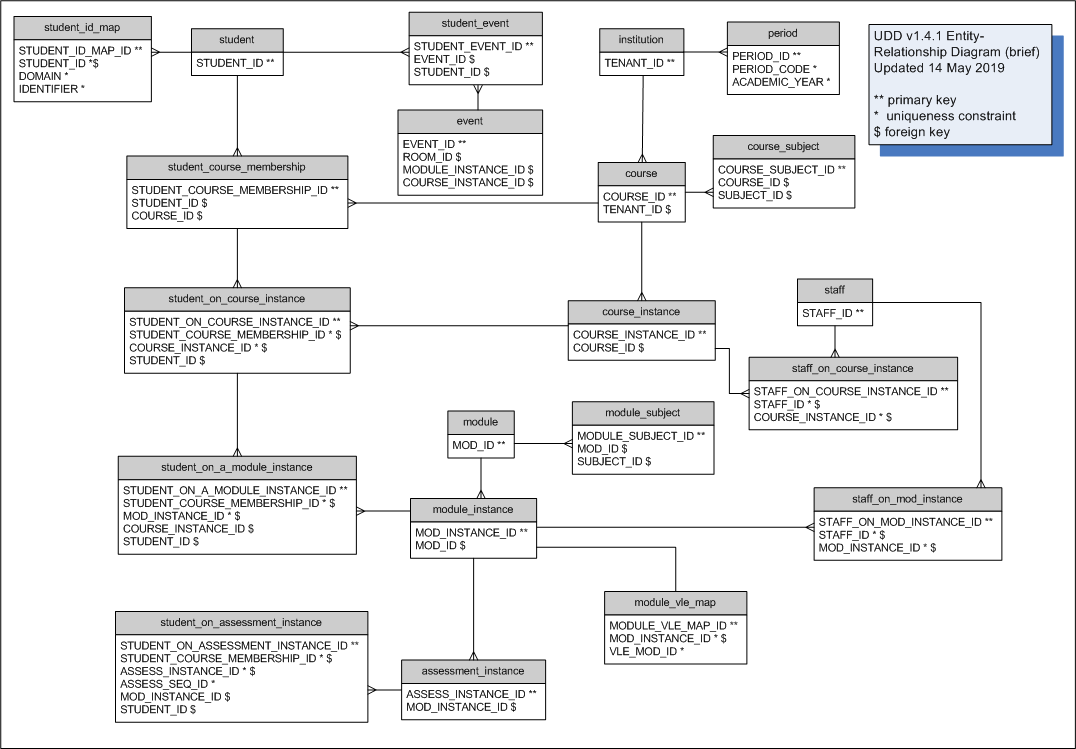 student_id_map
STUDENT_ID_MAP_ID **
STUDENT_ID *$
DOMAIN *
IDENTIFIER *
student
STUDENT_ID **
student_event
STUDENT_EVENT_ID **
EVENT_ID $
STUDENT_ID $
institution
TENANT_ID **
period
PERIOD_ID **
PERIOD_CODE *
ACADEMIC_YEAR *
UDD v1.4.1 Entity-
Relationship Diagram (brief)
Updated 14 May 2019
** primary key
* uniqueness constraint
$ foreign key
event
EVENT_ID **
ROOM_ID $
MODULE_INSTANCE_ID $
COURSE_INSTANCE_ID $
student_course_membership
STUDENT_COURSE_MEMBERSHIP_ID **
STUDENT_ID $
COURSE_ID $
course
COURSE_ID **
TENANT_ID $
course_subject
COURSE_SUBJECT_ID **
COURSE_ID $
SUBJECT_ID $
student_on_course_instance
STUDENT_ON_COURSE_INSTANCE_ID **
STUDENT_COURSE_MEMBERSHIP_ID * $
COURSE_INSTANCE_ID * $
STUDENT_ID $
course_instance
COURSE_INSTANCE_ID **
COURSE_ID $
staff
STAFF_ID **
staff_on_course_instance
STAFF_ON_COURSE_INSTANCE_ID **
STAFF_ID * $
COURSE_INSTANCE_ID * $
module
MOD_ID **
module_subject
MODULE_SUBJECT_ID **
MOD_ID $
SUBJECT_ID $
student_on_a_module_instance
STUDENT_ON_A_MODULE_INSTANCE_ID **
STUDENT_COURSE_MEMBERSHIP_ID * $
MOD_INSTANCE_ID * $
COURSE_INSTANCE_ID $
STUDENT_ID $
module_instance
MOD_INSTANCE_ID **
MOD_ID $
staff_on_mod_instance
STAFF_ON_MOD_INSTANCE_ID **
STAFF_ID * $
MOD_INSTANCE_ID * $
module_vle_map
MODULE_VLE_MAP_ID **
MOD_INSTANCE_ID * $
VLE_MOD_ID *
student_on_assessment_instance
STUDENT_ON_ASSESSMENT_INSTANCE_ID **
STUDENT_COURSE_MEMBERSHIP_ID * $
ASSESS_INSTANCE_ID * $
ASSESS_SEQ_ID *
MOD_INSTANCE_ID $
STUDENT_ID $
assessment_instance
ASSESS_INSTANCE_ID **
MOD_INSTANCE_ID $